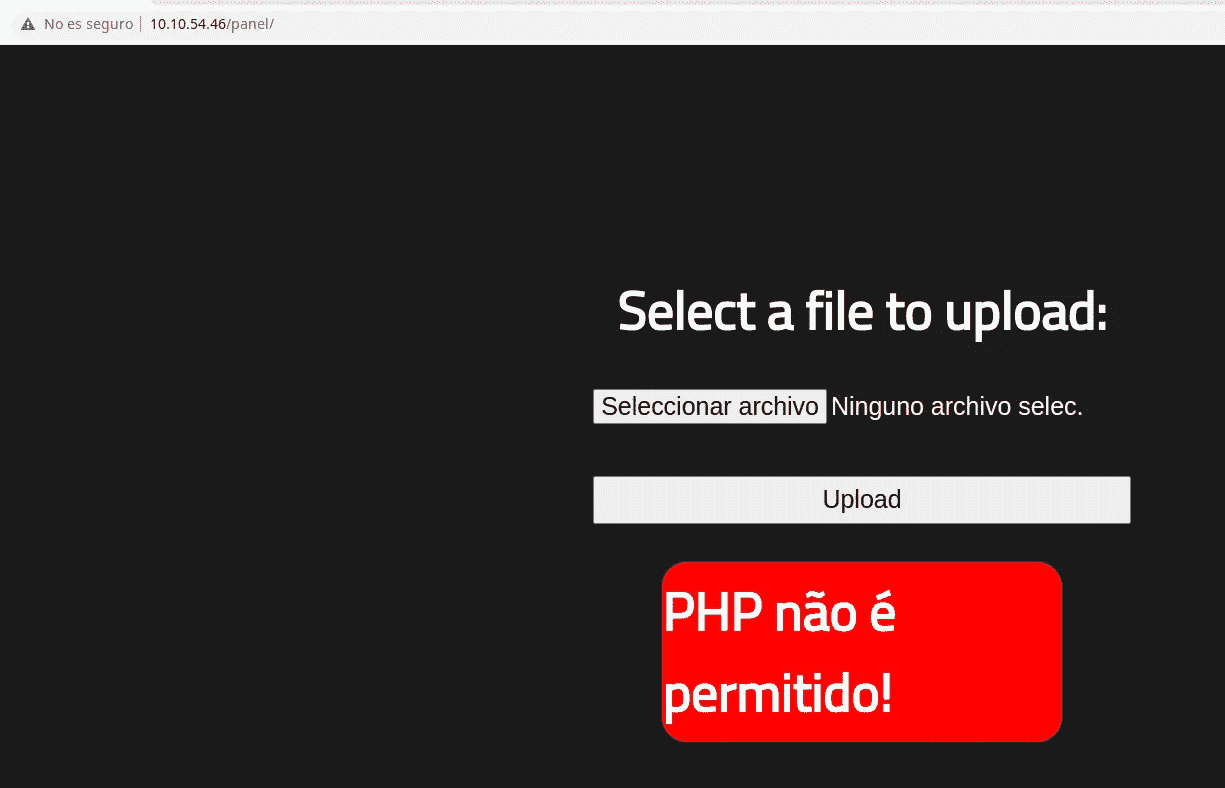 No es seguro | 10.10.54.46/panel/
Select a file to upload:
Seleccionar archivo Ninguno archivo selec.
Upload
PHP não é
permitido!